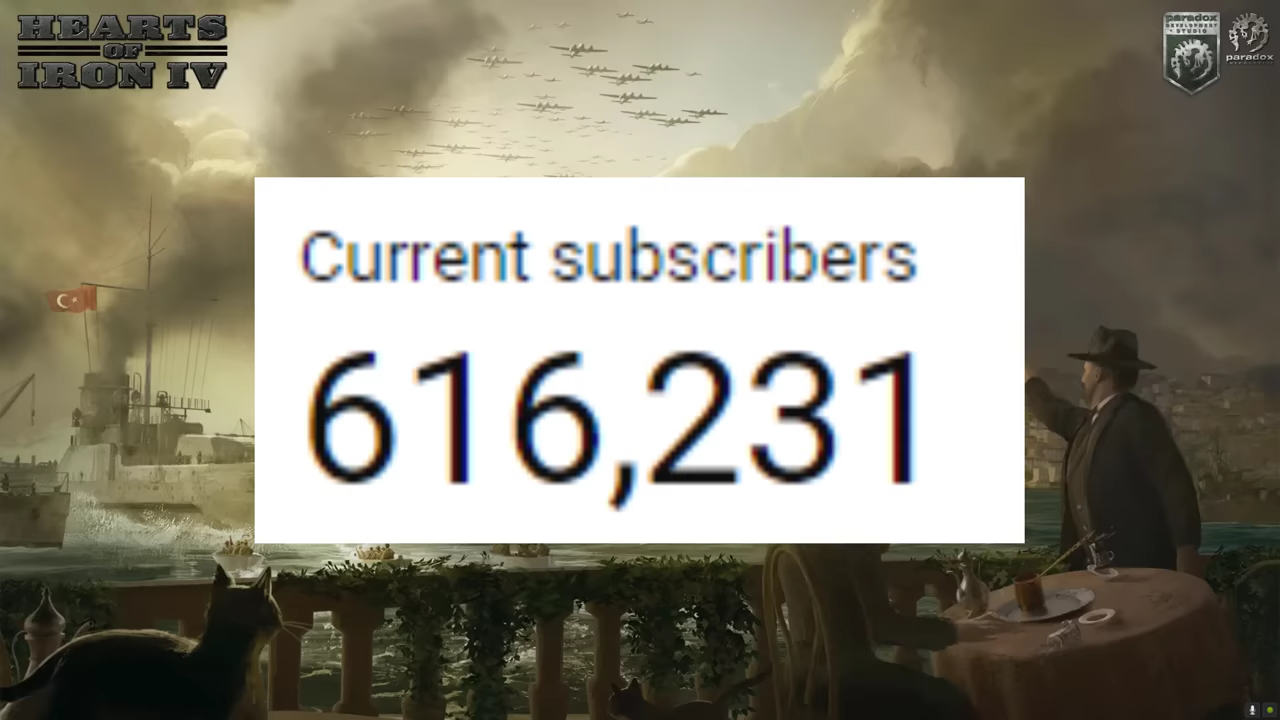 HEARTS
OF
IRON IV
paradox
DEVELOPMENT
STUDIO
paradox
Current subscribers
616,231